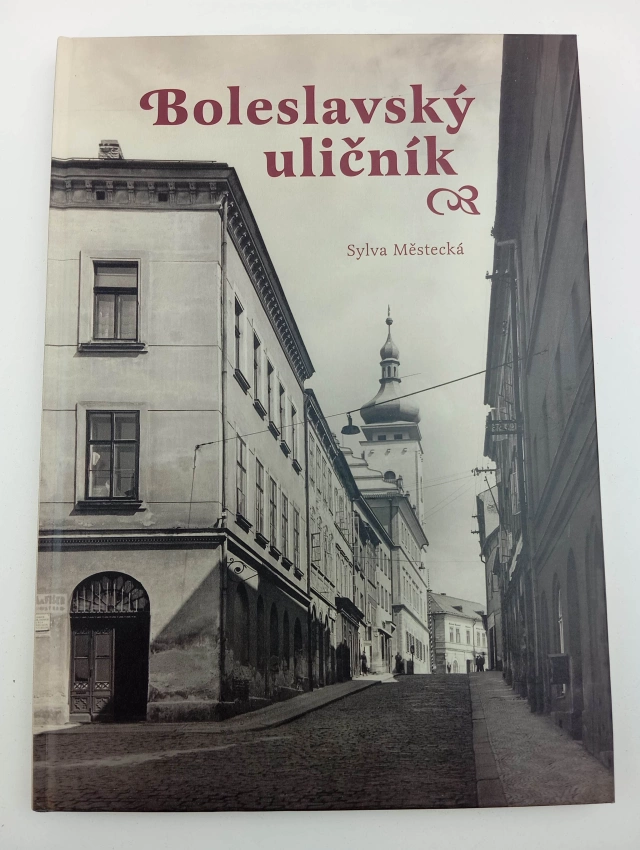 Boleslavský
uličník
Sylva Městecká